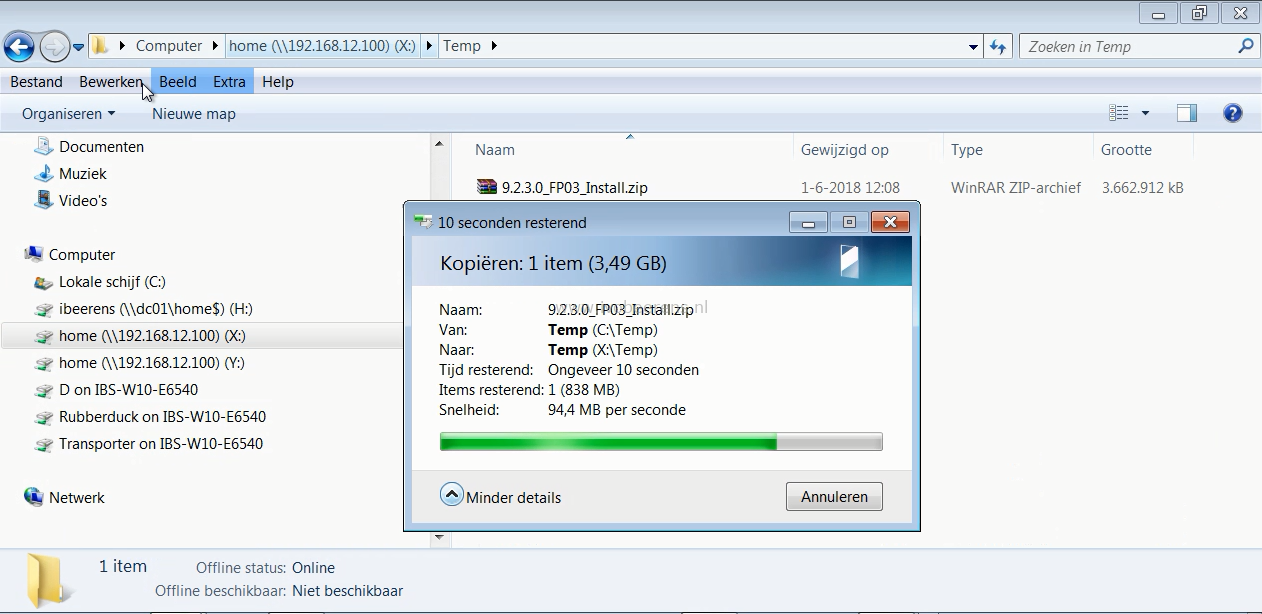 Computer home (\\192.168.12.100) (X:) Temp Zoeken in Temp
Bestand Bewerken Beeld Extra Help
Organiseren Nieuwe map
Documenten
Muziek
Video's
Computer
Lokale schijf (C:)
ibeerens (\\dc01\home$) (H:)
home (\\192.168.12.100) (X:)
home (\\192.168.12.100) (Y:)
D on IBS-W10-E6540
Rubberduck on IBS-W10-E6540
Transporter on IBS-W10-E6540
Netwerk
Naam Gewijzigd op Type Grootte
9.2.3.0_FP03_Install.zip 1-6-2018 12:08 WinRAR ZIP-archief 3.662.912 kB
10 seconden resterend
Kopiëren: 1 item (3,49 GB)
Naam: 9.2.3.0_FP03_Install.zip
Van: Temp (C:\Temp)
Naar: Temp (X:\Temp)
Tijd resterend: Ongeveer 10 seconden
Items resterend: 1 (838 MB)
Snelheid: 94,4 MB per seconde
Minder details Annuleren
1 item Offline status: Online
Offline beschikbaar: Niet beschikbaar